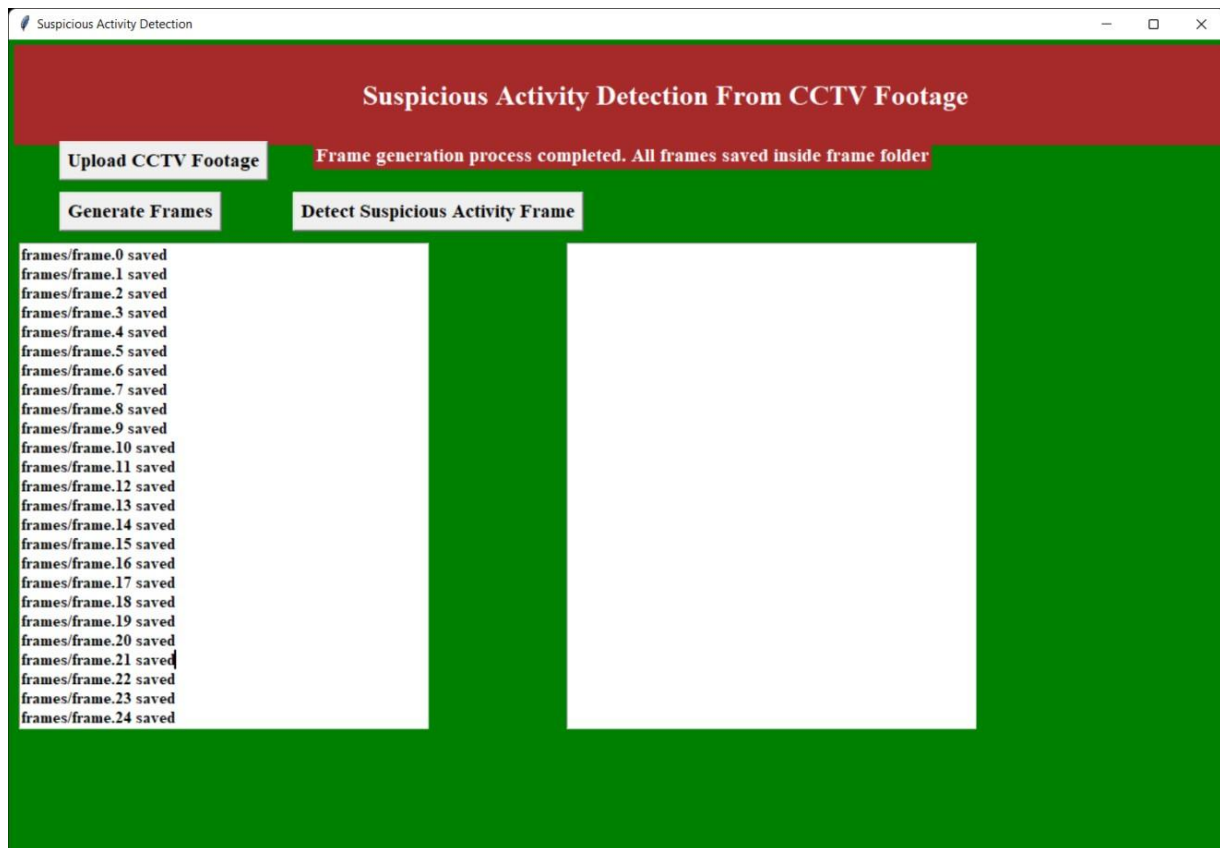 Suspicious Activity Detection
Suspicious Activity Detection From CCTV Footage
Upload CCTV Footage
Frame generation process completed. All frames saved inside frame folder
Generate Frames
Detect Suspicious Activity Frame
frames/frame.0 saved
frames/frame.1 saved
frames/frame.2 saved
frames/frame.3 saved
frames/frame.4 saved
frames/frame.5 saved
frames/frame.6 saved
frames/frame.7 saved
frames/frame.8 saved
frames/frame.9 saved
frames/frame.10 saved
frames/frame.11 saved
frames/frame.12 saved
frames/frame.13 saved
frames/frame.14 saved
frames/frame.15 saved
frames/frame.16 saved
frames/frame.17 saved
frames/frame.18 saved
frames/frame.19 saved
frames/frame.20 saved
frames/frame.21 saved
frames/frame.22 saved
frames/frame.23 saved
frames/frame.24 saved